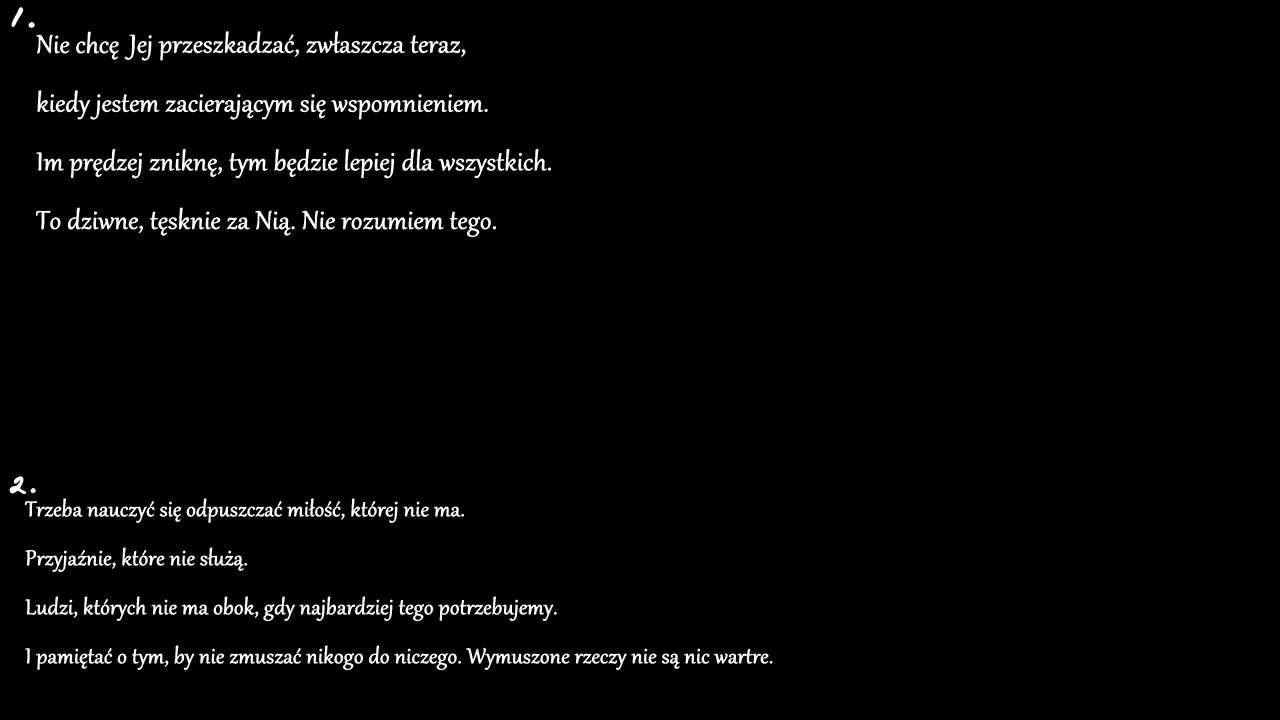 1.
Nie chcę Jej przeszkadzać, zwłaszcza teraz,
kiedy jestem zacierającym się wspomnieniem.
Im prędzej zniknę, tym będzie lepiej dla wszystkich.
To dziwne, tęsknie za Nią. Nie rozumiem tego.
2.
Trzeba nauczyć się odpuszczać miłość, której nie ma.
Przyjaźnie, które nie służą.
Ludzi, których nie ma obok, gdy najbardziej tego potrzebujemy.
I pamiętać o tym, by nie zmuszać nikogo do niczego. Wymuszone rzeczy nie są nic wartre.